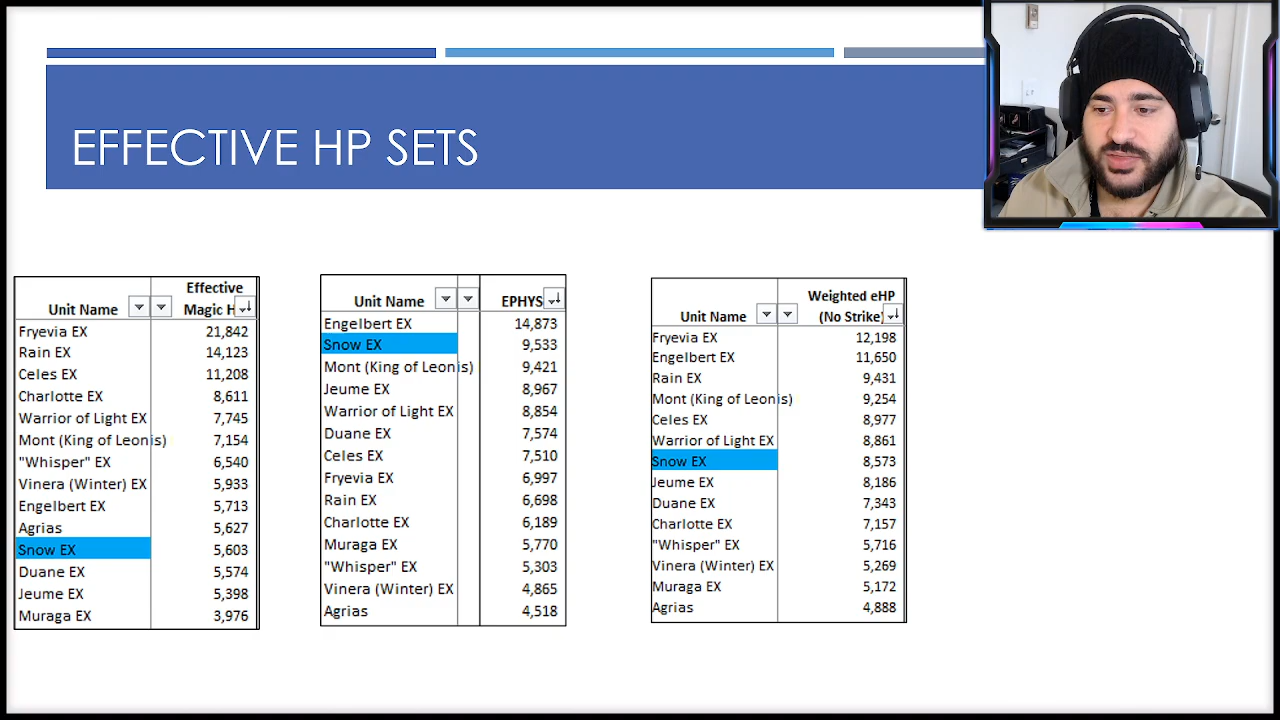 EFFECTIVE HP SETS
Effective
Unit Name Magic H
Fryevia EX 21,842
Rain EX 14,123
Celes EX 11,208
Charlotte EX 8,611
Warrior of Light EX 7,745
Mont (King of Leonis) 7,154
"Whisper" EX 6,540
Vinera (Winter) EX 5,933
Engelbert EX 5,713
Agrias 5,627
Snow EX 5,603
Duane EX 5,574
Jeume EX 5,398
Muraga EX 3,976
Unit Name EPHYS
Engelbert EX 14,873
Snow EX 9,533
Mont (King of Leonis) 9,421
Jeume EX 8,967
Warrior of Light EX 8,854
Duane EX 7,574
Celes EX 7,510
Fryevia EX 6,997
Rain EX 6,698
Charlotte EX 6,189
Muraga EX 5,770
"Whisper" EX 5,303
Vinera (Winter) EX 4,865
Agrias 4,518
Weighted eHP
Unit Name (No Strike)
Fryevia EX 12,198
Engelbert EX 11,650
Rain EX 9,431
Mont (King of Leonis) 9,254
Celes EX 8,977
Warrior of Light EX 8,861
Snow EX 8,573
Jeume EX 8,186
Duane EX 7,343
Charlotte EX 7,157
"Whisper" EX 5,716
Vinera (Winter) EX 5,269
Muraga EX 5,172
Agrias 4,888